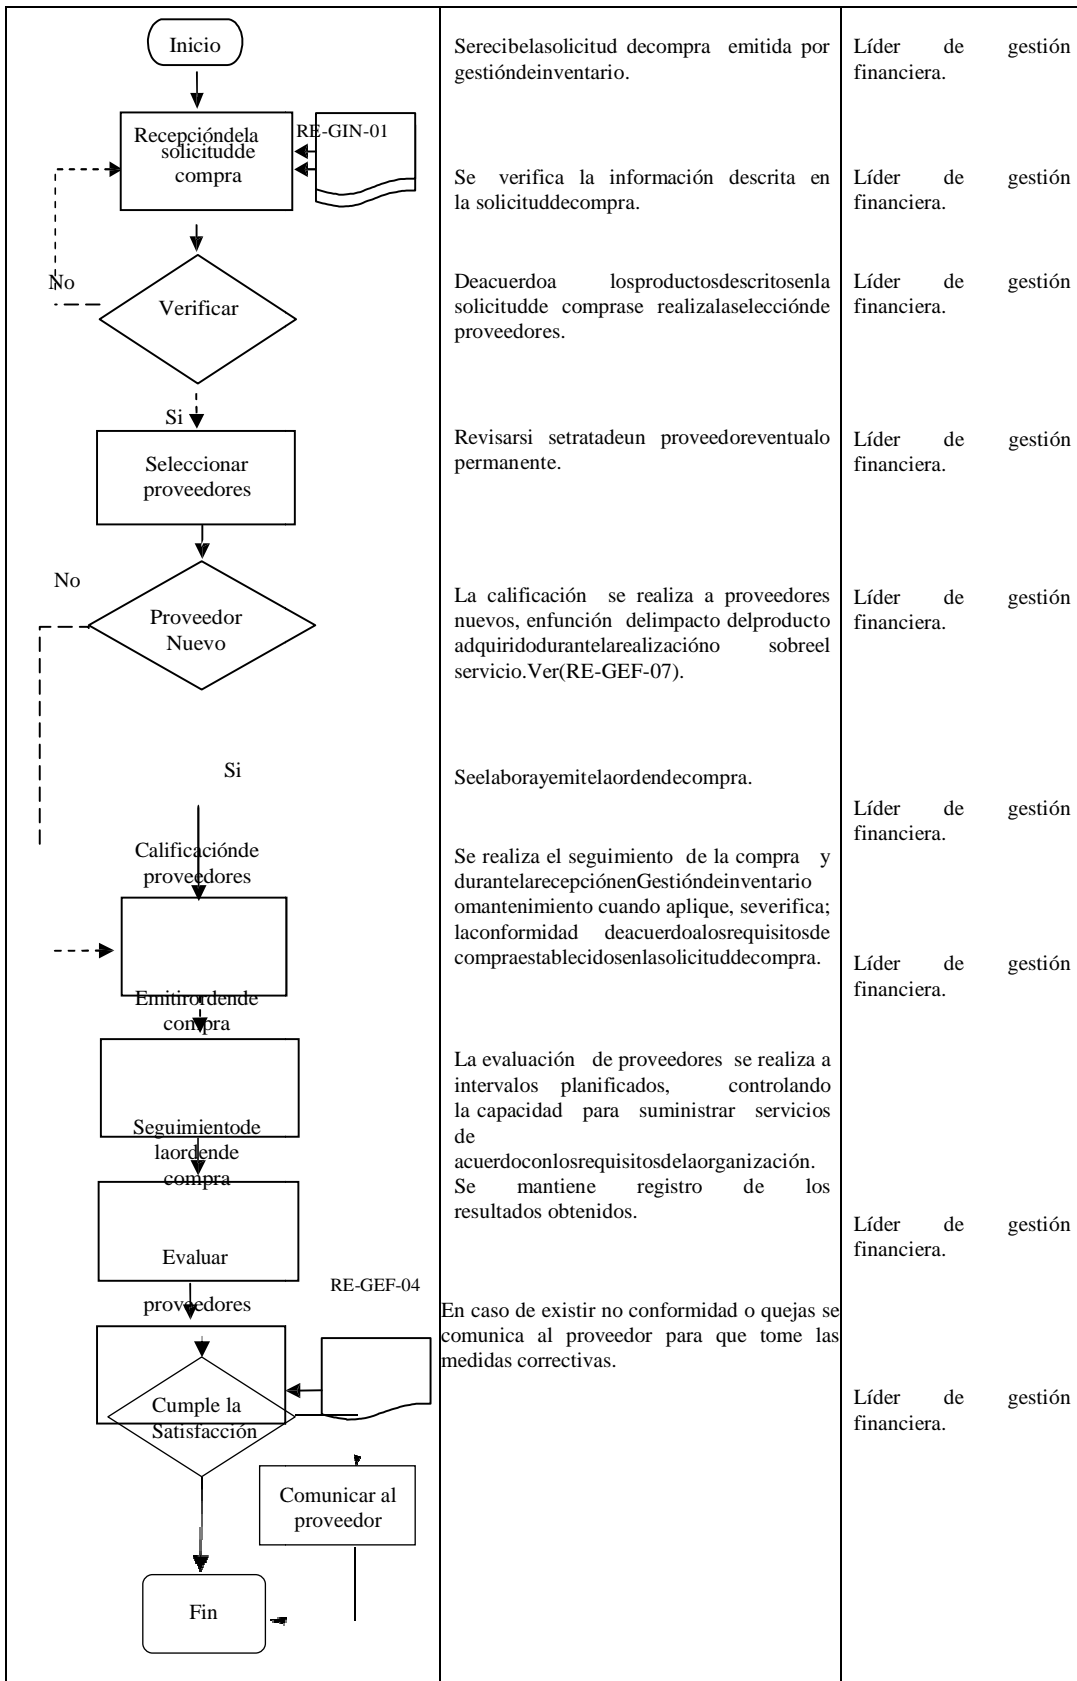 Inicio
Recepcióndela
solicitudde
compra
RE-GIN-01
No
Verificar
Si
Seleccionar
proveedores
No
Proveedor
Nuevo
Si
Calificaciónde
proveedores
Emitirordende
compra
Seguimientode
laordende
compra
Evaluar
proveedores
RE-GEF-04
Cumple la
Satisfacción
Comunicar al
proveedor
Fin
Serecibelasolicitud decompra emitida por
gestióndeinventario.
Se verifica la información descrita en
la solicituddecompra.
Deacuerdoa losproductosdescritosenla
solicitudde comprase realizalaselecciónde
proveedores.
Revisarsi setratadeun proveedoreventualo
permanente.
La calificación se realiza a proveedores
nuevos, enfunción delimpacto delproducto
adquiridodurantelarealizacióno sobreel
servicio.Ver(RE-GEF-07).
Seelaborayemitelaordendecompra.
Se realiza el seguimiento de la compra y
durantelarecepciónenGestióndeinventario
omantenimiento cuando aplique, severifica;
laconformidad deacuerdoalosrequisitosde
compraestablecidosenlasolicituddecompra.
La evaluación de proveedores se realiza a
intervalos planificados, controlando
la capacidad para suministrar servicios
de
acuerdoconlosrequisitosdelaorganización.
Se mantiene registro de los
resultados obtenidos.
En caso de existir no conformidad o quejas se
comunica al proveedor para que tome las
medidas correctivas.
Líder de gestión
financiera.
Líder de gestión
financiera.
Líder de gestión
financiera.
Líder de gestión
financiera.
Líder de gestión
financiera.
Líder de gestión
financiera.
Líder de gestión
financiera.
Líder de gestión
financiera.
Líder de gestión
financiera.